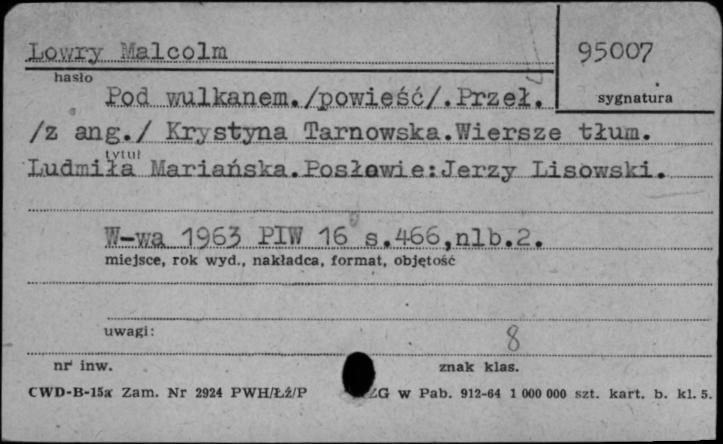 Lowry Malcolm
95007
hasło
sygnatura
Pod wulkanem./powieść/.Przeł.
/z ang./ Krystyna Tarnowska.Wiersze tłum.
tytuł
Ludmiła Mariańska.Posłowie:Jerzy Lisowski.
W-wa 1963 PIW 16 s.466,nlb.2.
miejsce, rok wyd., nakładca, format, objętość
uwagi:
8
nr inw.
znak klas.
CWD-B-15a Zam. Nr 2924 PWH/Łź/P ZG w Pab. 912-64 1 000 000 szt. kart. b. kl. 5.